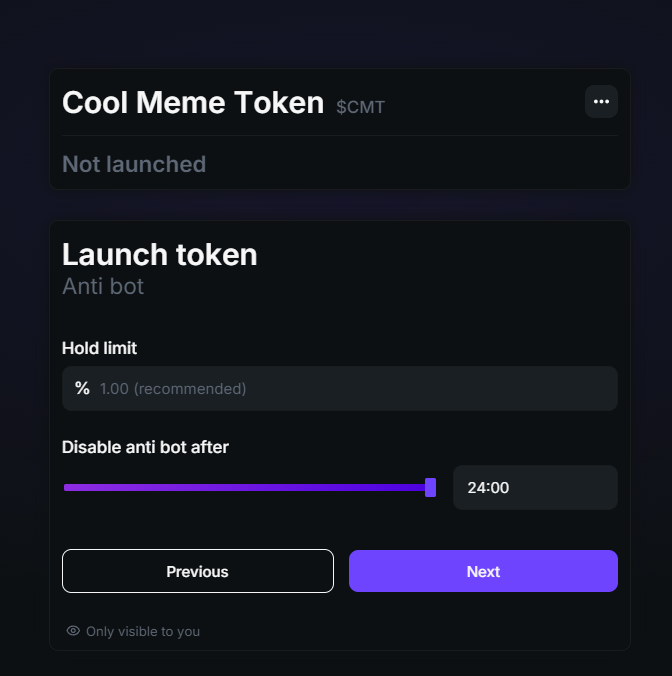 Cool Meme Token $CMT
Not launched
Launch token
Anti bot
Hold limit
% 1.00 (recommended)
Disable anti bot after
24:00
Previous
Next
Only visible to you